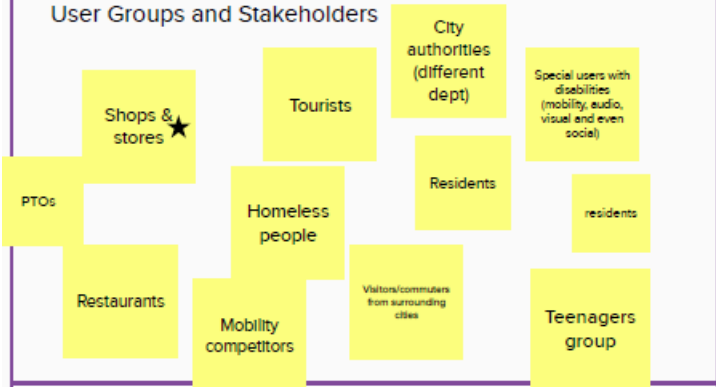 User Groups and Stakeholders
City
authorities
(different
dept)
Special users with
disabilities
(mobility, audio,
visual and even
social)
Tourists
Shops &
stores
Residents
PTOs
residents
Homeless
people
Restaurants
Visitors/commuters
from surrounding
cities
Mobility
competitors
Teenagers
group